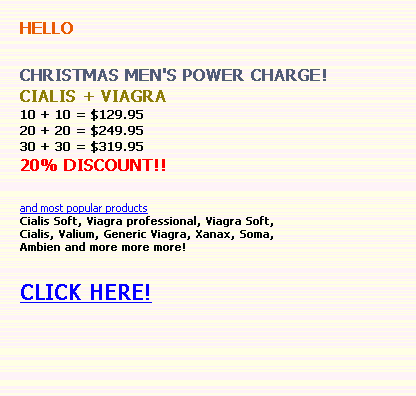 HELLO
CHRISTMAS MEN'S POWER CHARGE!
CIALIS + VIAGRA
10 + 10 = $129.95
20 + 20 = $249.95
30 + 30 = $319.95
20% DISCOUNT!!
and most popular products
Cialis Soft, Viagra professional, Viagra Soft,
Cialis, Valium, Generic Viagra, Xanax, Soma,
Ambien and more more more!
CLICK HERE!